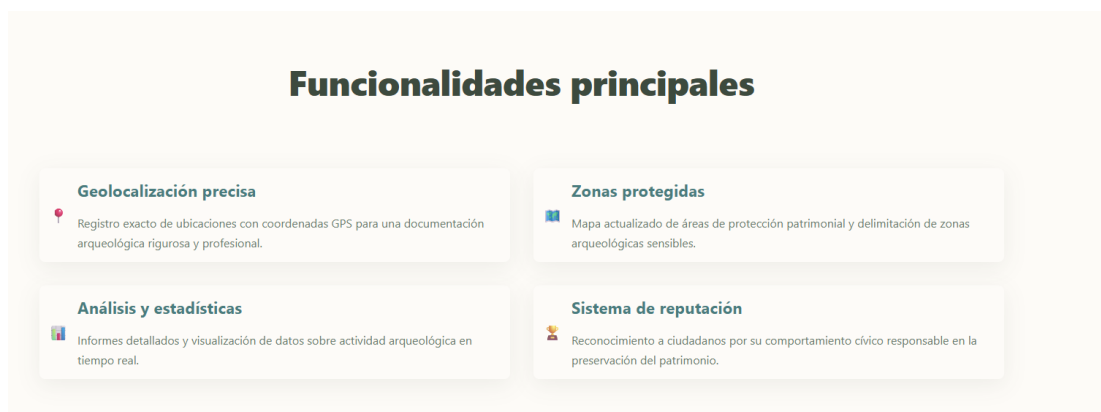 Funcionalidades principales
Geolocalización precisa
Registro exacto de ubicaciones con coordenadas GPS para una documentación
arqueológica rigurosa y profesional.
Zonas protegidas
Mapa actualizado de áreas de protección patrimonial y delimitación de zonas
arqueológicas sensibles.
Análisis y estadísticas
Informes detallados y visualización de datos sobre actividad arqueológica en
tiempo real.
Sistema de reputación
Reconocimiento a ciudadanos por su comportamiento cívico responsable en la
preservación del patrimonio.